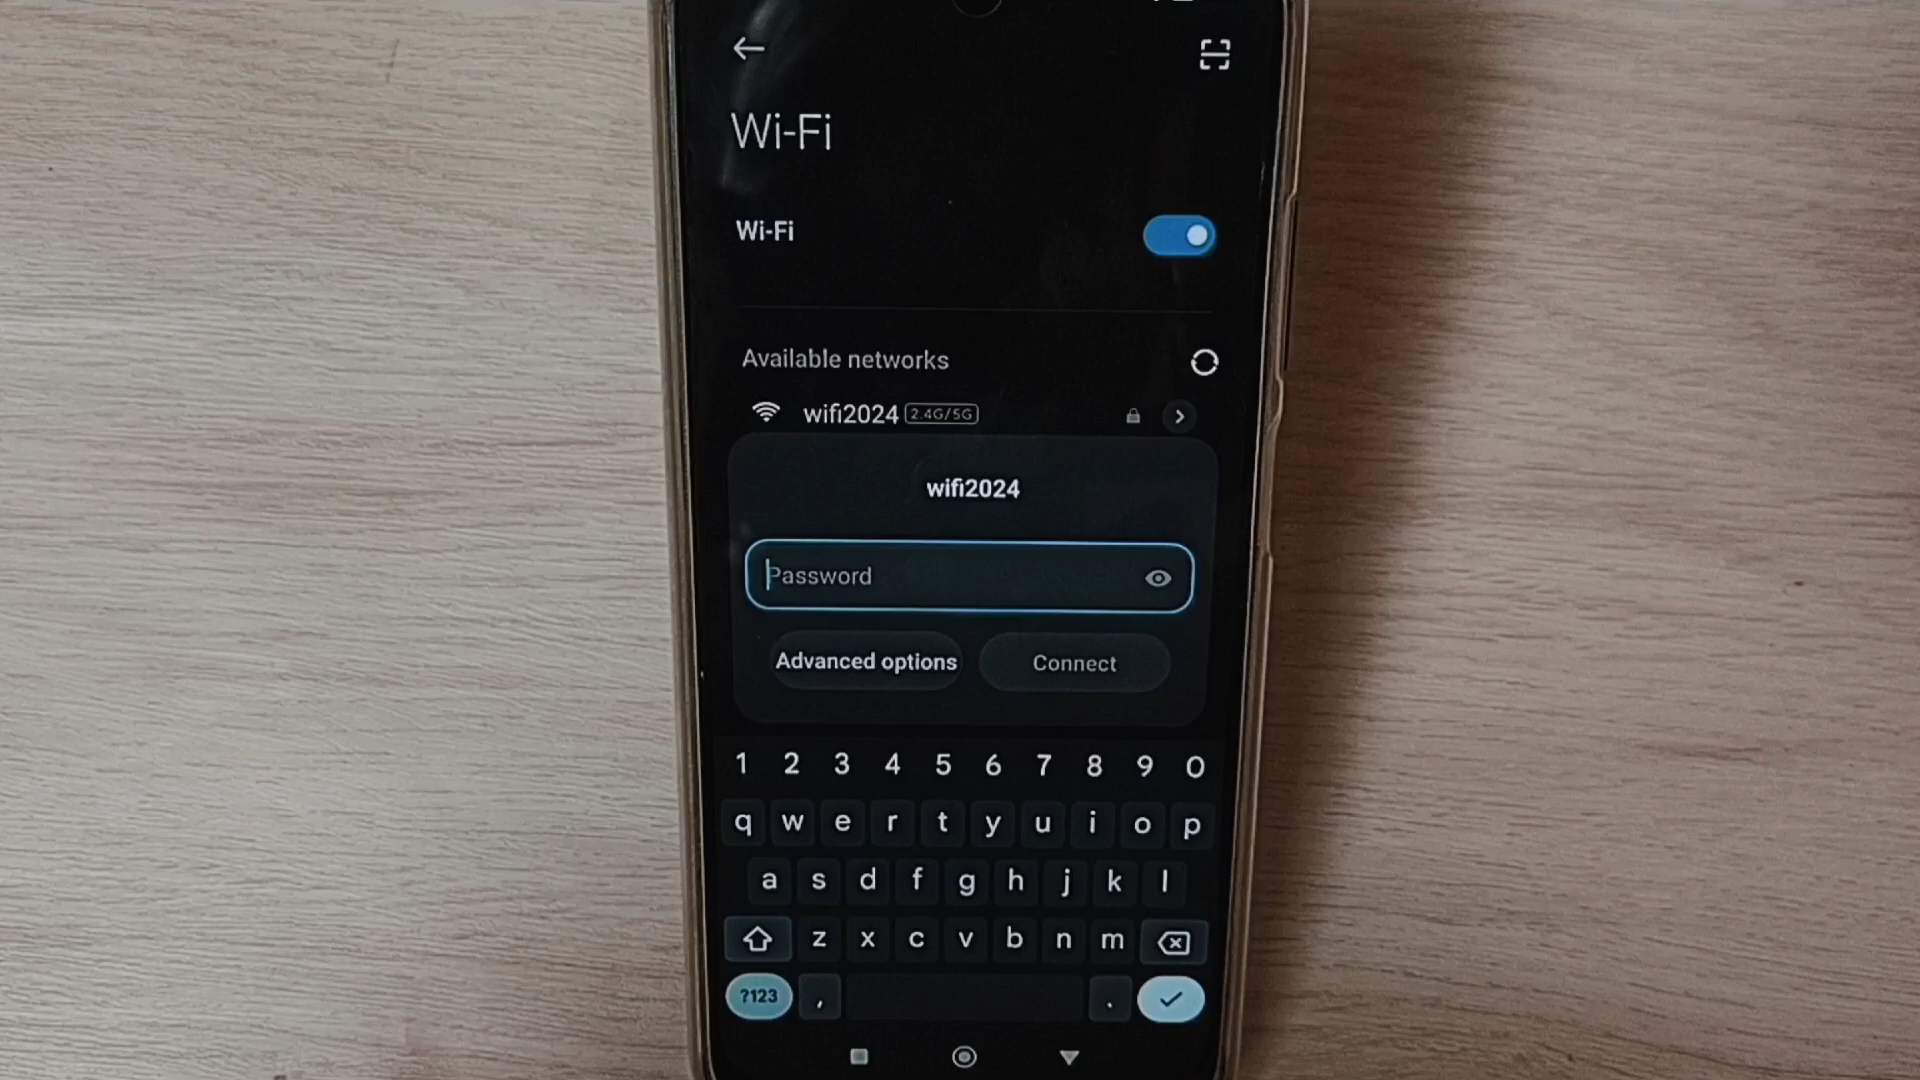 Wi-Fi
Wi-Fi
Available networks
wifi2024 2.4G/5G
wifi2024
Password
Advanced options Connect
1 2 3 4 5 6 7 8 9 0
q w e r t y u i o p
a s d f g h j k l
z x c v b n m
?123 , .